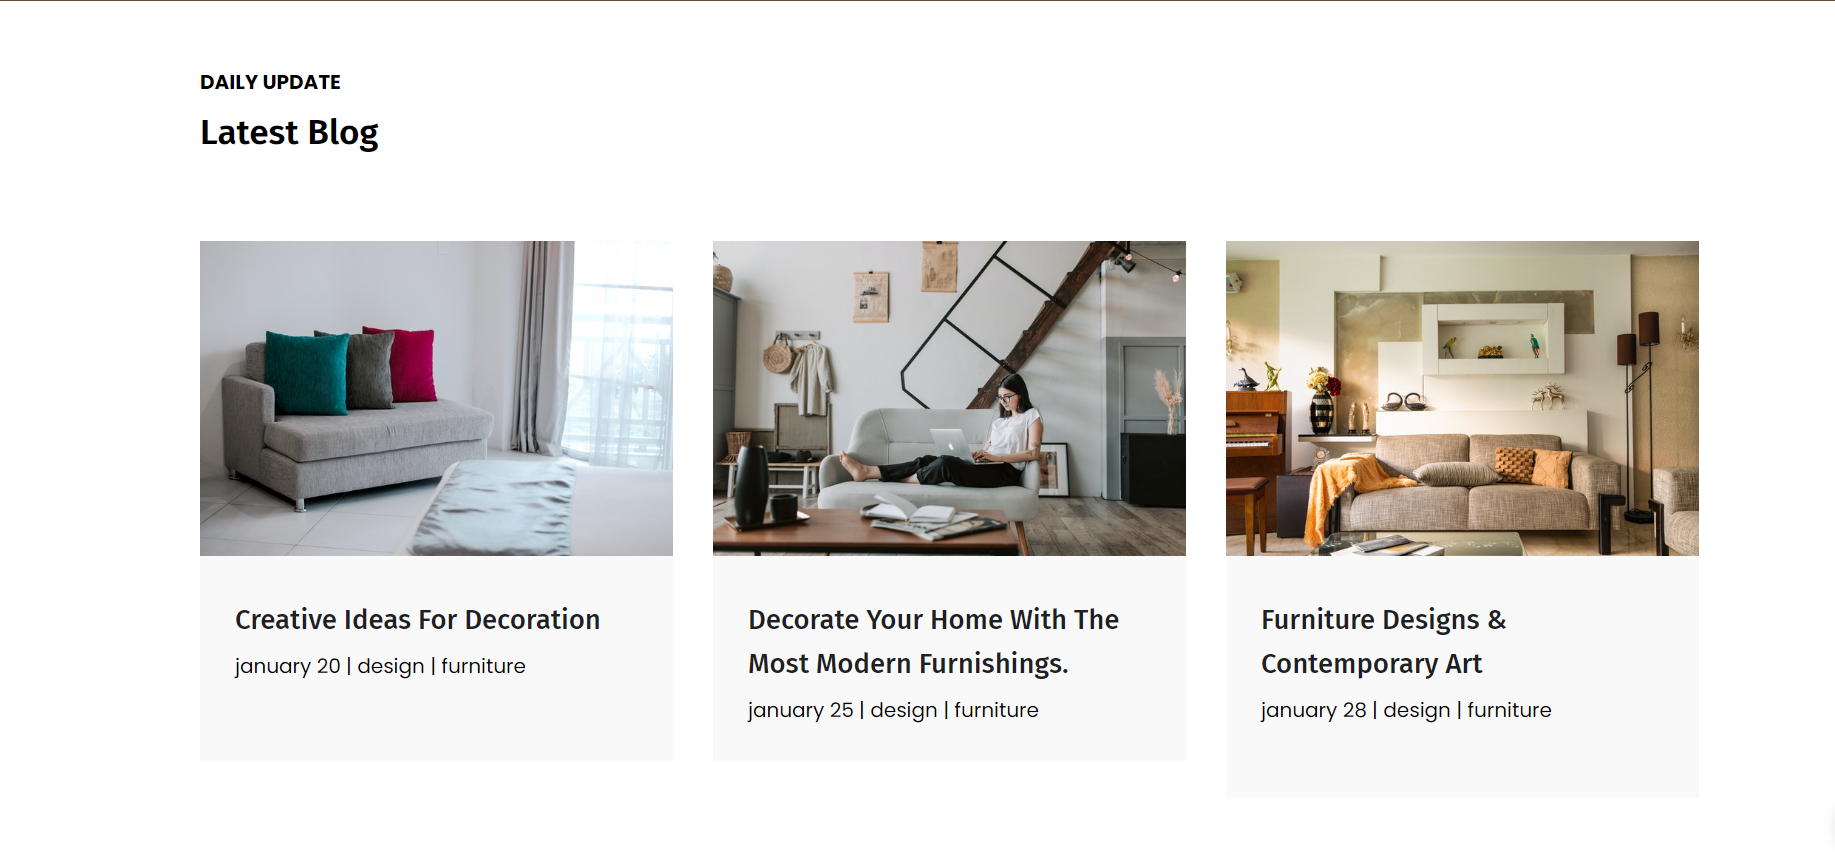 DAILY UPDATE
Latest Blog
Creative Ideas For Decoration
january 20 | design | furniture
Decorate Your Home With The
Most Modern Furnishings.
january 25 | design | furniture
Furniture Designs &
Contemporary Art
january 28 | design | furniture